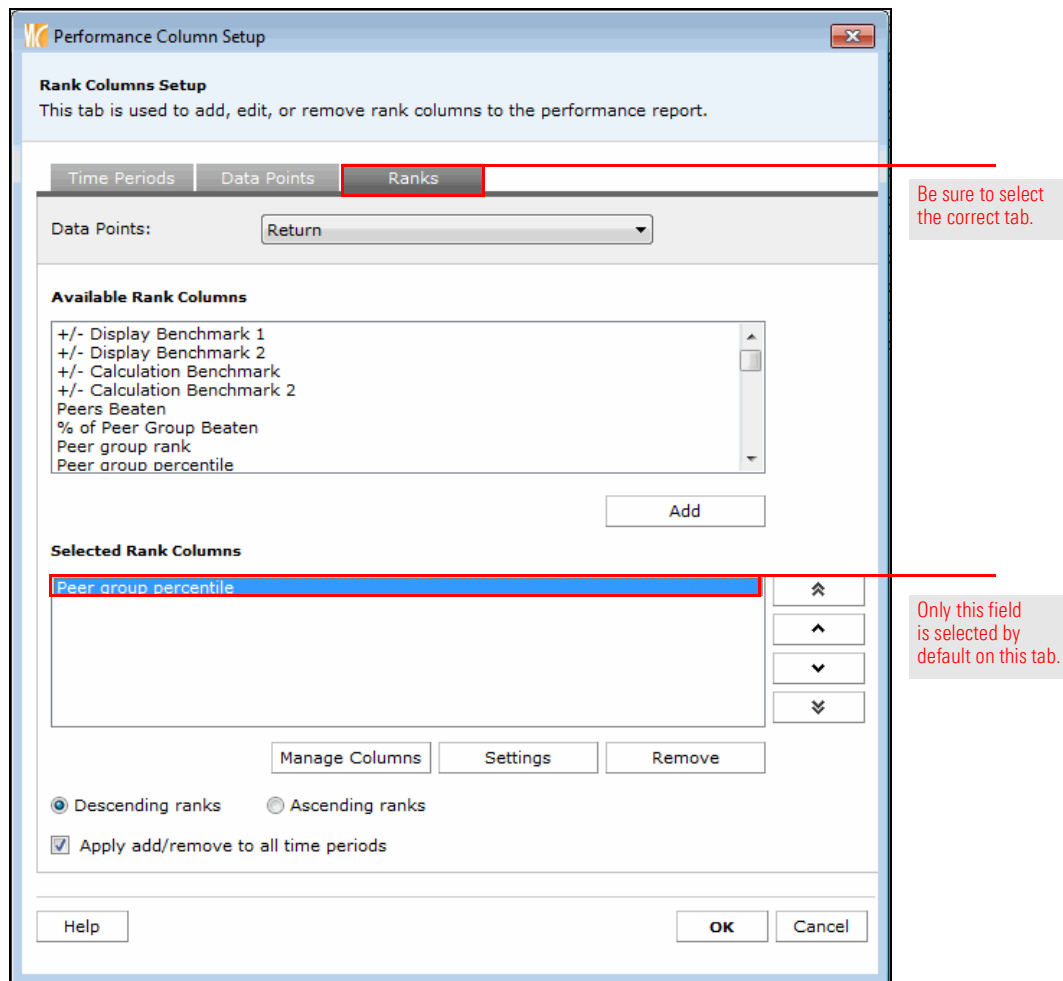 Performance Column Setup
Rank Columns Setup
This tab is used to add, edit, or remove rank columns to the performance report.
Time Periods
Data Points
Ranks
Be sure to select
the correct tab.
Data Points:
Return
Available Rank Columns
+/- Display Benchmark 1
+/- Display Benchmark 2
+/- Calculation Benchmark
+/- Calculation Benchmark 2
Peers Beaten
% of Peer Group Beaten
Peer group rank
Peer group percentile
Add
Selected Rank Columns
Peer group percentile
Only this field
is selected by
default on this tab.
Manage Columns
Settings
Remove
Descending ranks
Ascending ranks
Apply add/remove to all time periods
Help
OK
Cancel